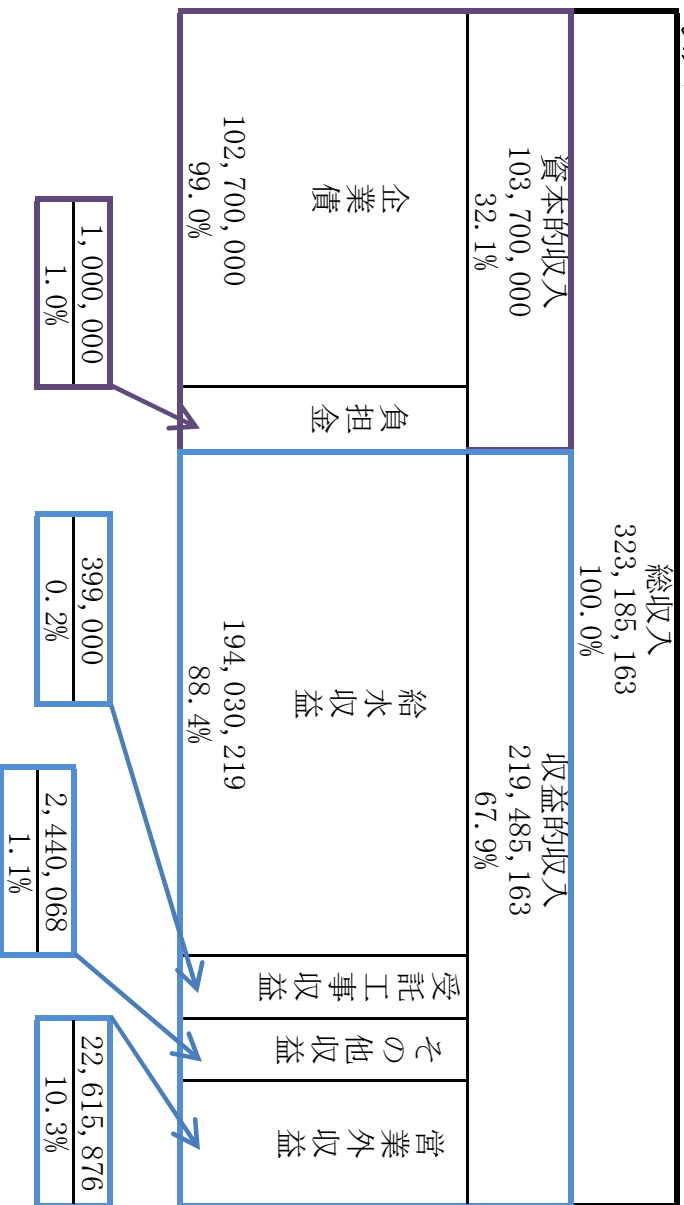 総収入
323,185,163
100.0%
資本的収入
103,700,000
32.1%
収益的収入
219,485,163
67.9%
企業債
102,700,000
99.0%
負担金
給水収益
194,030,219
88.4%
受託工事収益
その他収益
営業外収益
1,000,000
1.0%
399,000
0.2%
2,440,068
1.1%
22,615,876
10.3%